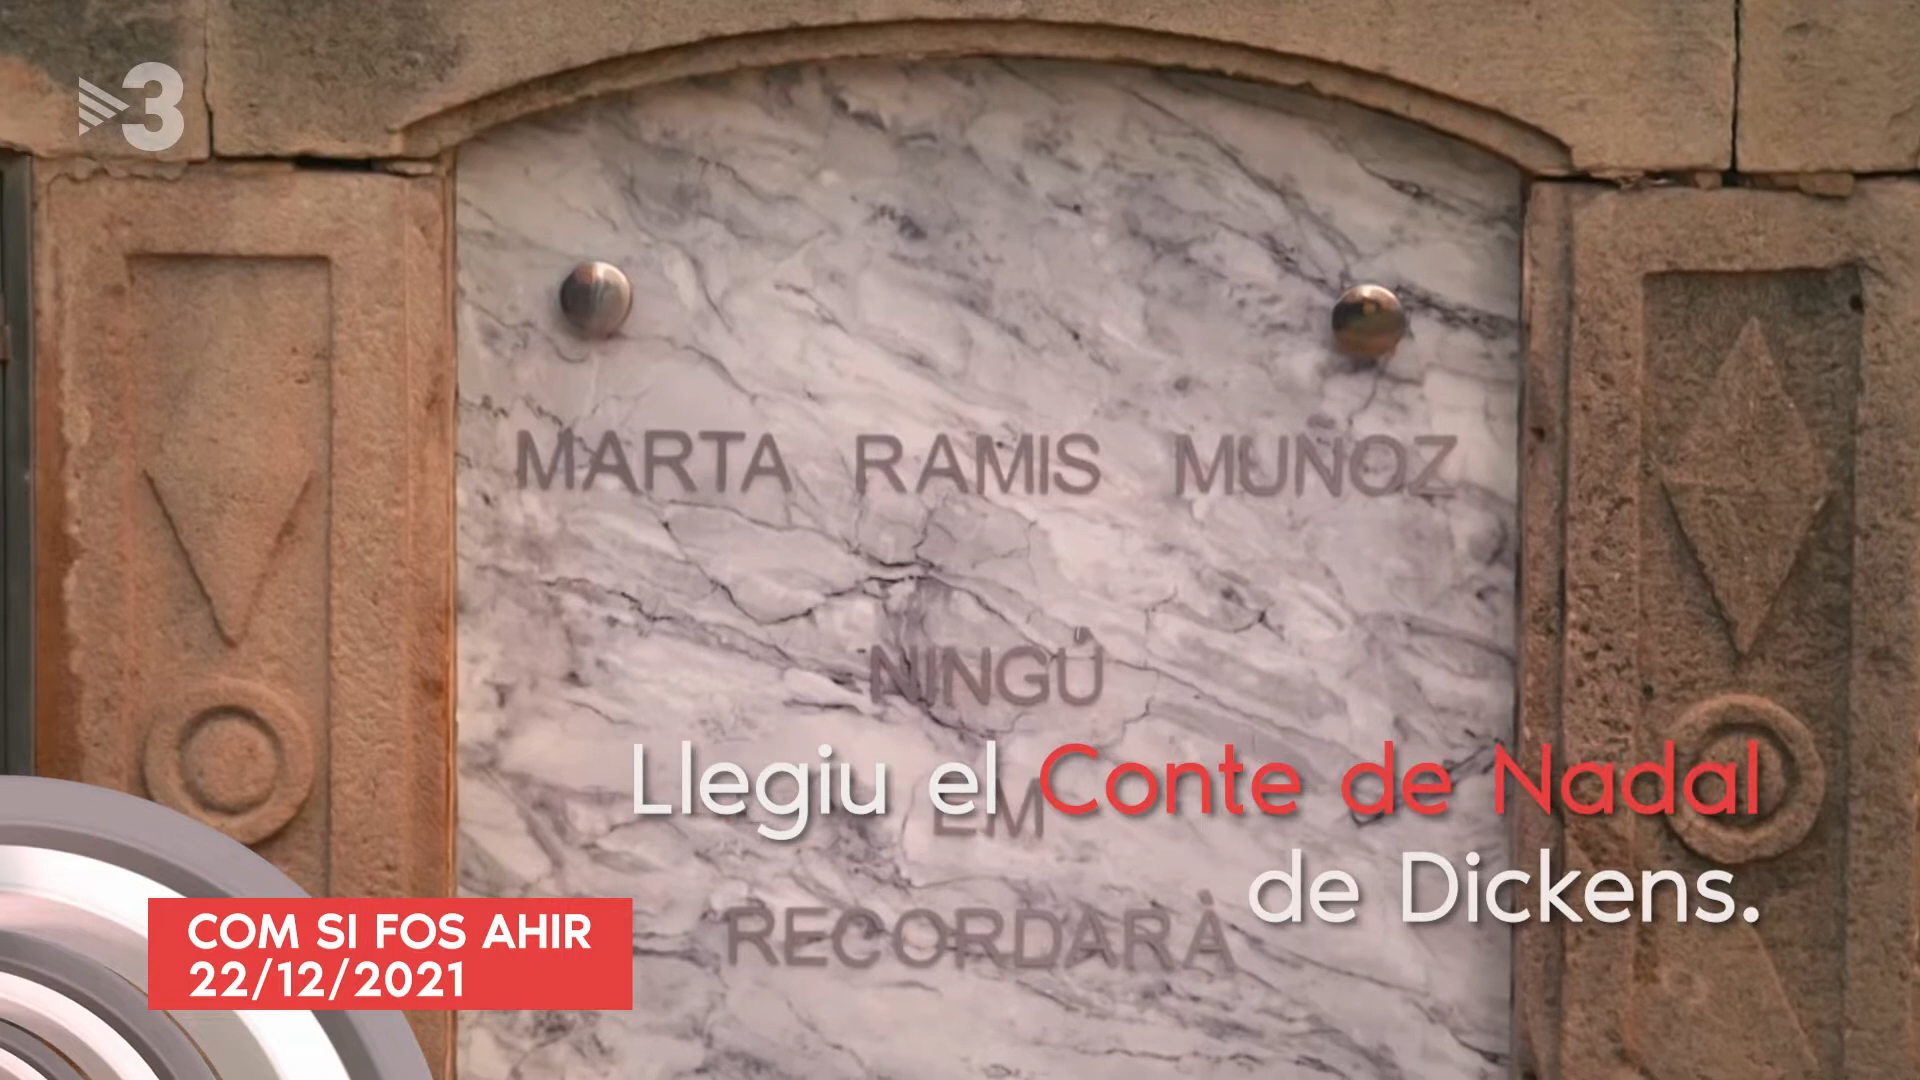 3
MARTA RAMIS MUÑOZ
NINGÚ
EM
RECORDARÀ
Llegiu el Conte de Nadal
de Dickens.
COM SI FOS AHIR
22/12/2021